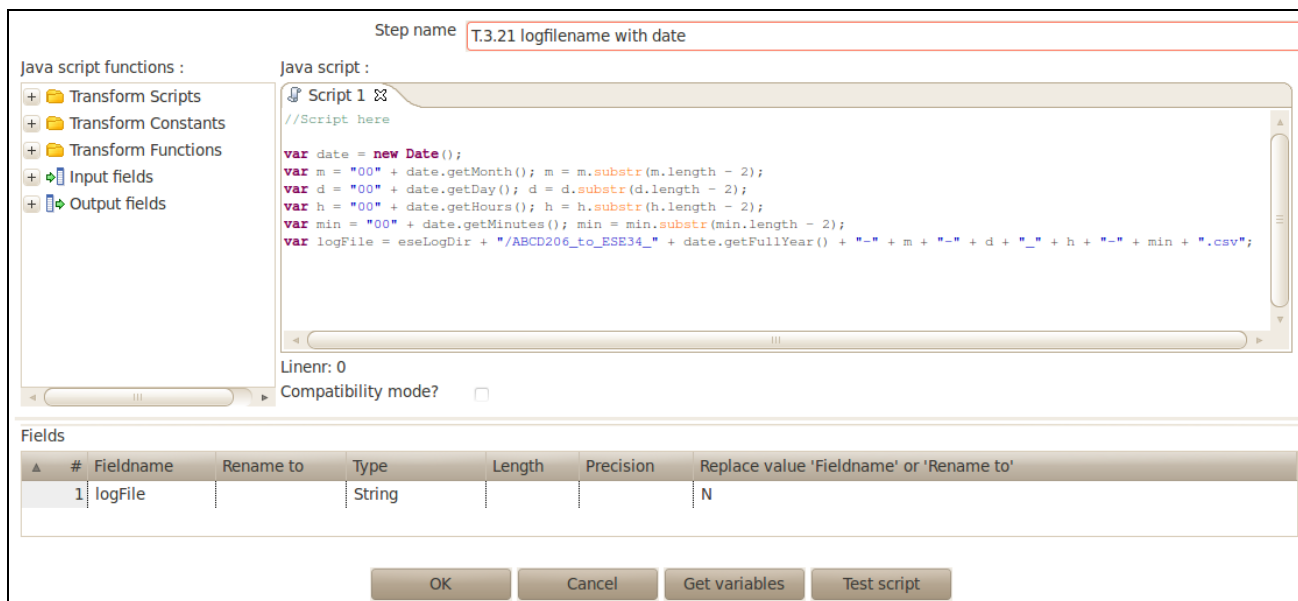 Step name T.3.21 logfilename with date
Java script functions : Java script :
Transform Scripts
Transform Constants
Transform Functions
Input fields
Output fields
Script 1
//Script here
var date = new Date();
var m = "00" + date.getMonth(); m = m.substr(m.length - 2);
var d = "00" + date.getDay(); d = d.substr(d.length - 2);
var h = "00" + date.getHours(); h = h.substr(h.length - 2);
var min = "00" + date.getMinutes(); min = min.substr(min.length - 2);
var logFile = eseLogDir + "/ABCD206_to_ESE34_" + date.getFullYear() + "-" + m + "-" + d + "_" + h + "-" + min + ".csv";
Linenr: 0
Compatibility mode?
Fields
# Fieldname Rename to Type Length Precision Replace value 'Fieldname' or 'Rename to'
1 logFile String N
OK Cancel Get variables Test script